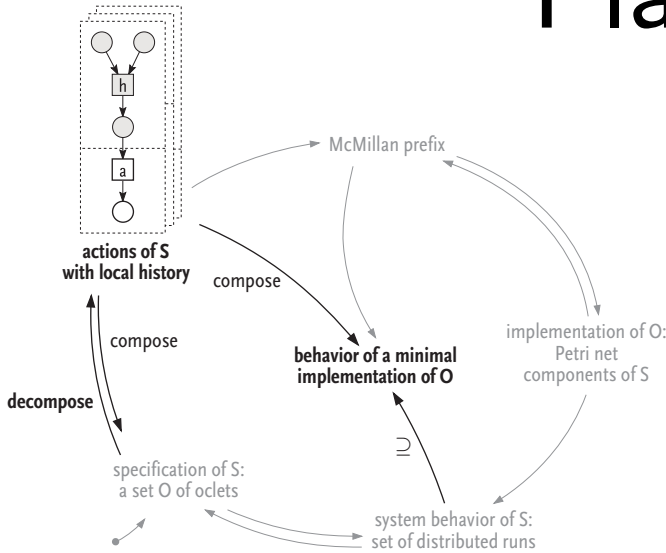 h
a
actions of S
with local history
McMillan prefix
compose
compose
decompose
behavior of a minimal
implementation of O
implementation of O:
Petri net
components of S
⊇
specification of S:
a set O of oclets
system behavior of S:
set of distributed runs